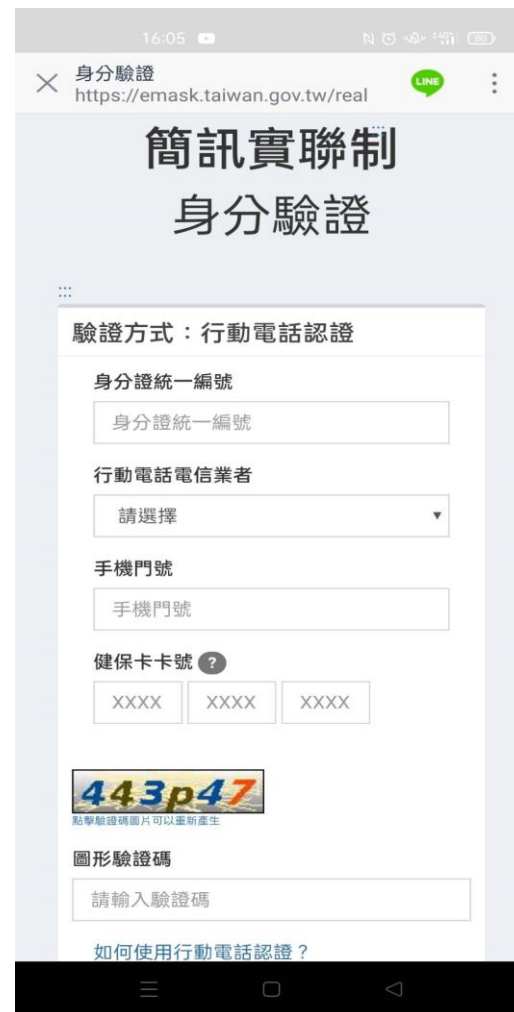 16:05
80
身分驗證
https://emask.taiwan.gov.tw/real
LINE
簡訊實聯制
身分驗證
驗證方式：行動電話認證
身分證統一編號
身分證統一編號
行動電話電信業者
請選擇
手機門號
手機門號
健保卡卡號 ?
XXXX XXXX XXXX
443p47
點擊驗證碼圖片可以重新產生
圖形驗證碼
請輸入驗證碼
如何使用行動電話認證？